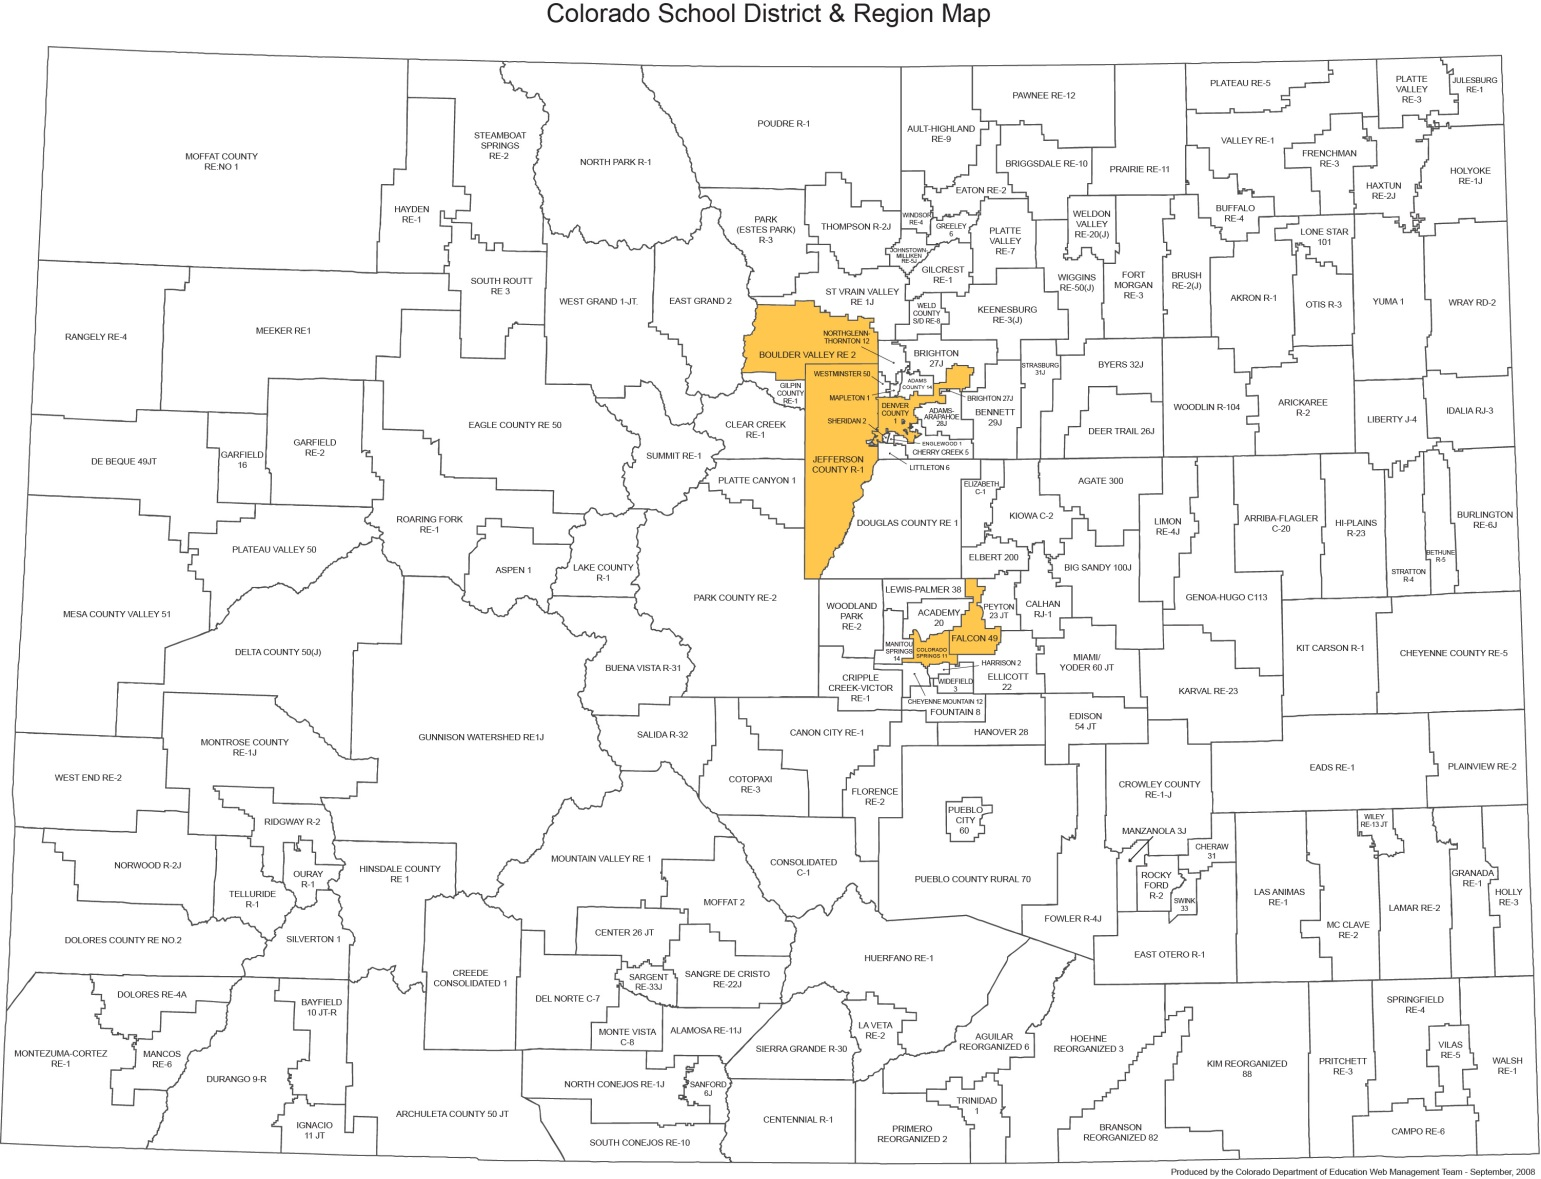 Colorado School District & Region Map
MOFFAT COUNTY
RE:NO 1
HAYDEN
RE-1
STEAMBOAT
SPRINGS
RE-2
NORTH PARK R-1
POUDRE R-1
AULT-HIGHLAND
RE-9
PAWNEE RE-12
BRIGGSDALE RE-10
PRAIRIE RE-11
PLATEAU RE-5
VALLEY RE-1
FRENCHMAN
RE-3
PLATTE
VALLEY
RE-3
JULESBURG
RE-1
HAXTUN
RE-2J
HOLYOKE
RE-1J
BUFFALO
RE-4
LONE STAR
101
EATON RE-2
WINDSOR
RE-4
GREELEY
6
PLATTE
VALLEY
RE-7
WELDON
VALLEY
RE-20(J)
PARK
(ESTES PARK)
R-3
THOMPSON R-2J
JOHNSTOWN-
MILLIKEN
RE-5J
GILCREST
RE-1
ST VRAIN VALLEY
RE 1J
WELD
COUNTY
S/D RE-8
KEENESBURG
RE-3(J)
WIGGINS
RE-50(J)
FORT
MORGAN
RE-3
BRUSH
RE-2(J)
AKRON R-1
OTIS R-3
YUMA 1
WRAY RD-2
RANGELY RE-4
MEEKER RE1
SOUTH ROUTT
RE 3
WEST GRAND 1-JT.
EAST GRAND 2
NORTHGLENN-
THORNTON 12
BOULDER VALLEY RE 2
BRIGHTON
27J
WESTMINSTER 50
ADAMS
COUNTY 14
MAPLETON 1
BRIGHTON 27J
STRASBURG
31J
BYERS 32J
GILPIN
COUNTY
RE-1
DENVER
COUNTY
1
ADAMS-
ARAPAHOE
28J
BENNETT
29J
SHERIDAN 2
ENGLEWOOD 1
CHERRY CREEK 5
LITTLETON 6
DEER TRAIL 26J
WOODLIN R-104
ARICKAREE
R-2
LIBERTY J-4
IDALIA RJ-3
DE BEQUE 49JT
GARFIELD
16
GARFIELD
RE-2
EAGLE COUNTY RE 50
SUMMIT RE-1
CLEAR CREEK
RE-1
JEFFERSON
COUNTY R-1
PLATTE CANYON 1
DOUGLAS COUNTY RE 1
ELIZABETH
C-1
KIOWA C-2
AGATE 300
ELBERT 200
BIG SANDY 100J
LIMON
RE-4J
ARRIBA-FLAGLER
C-20
HI-PLAINS
R-23
STRATTON
R-4
BETHUNE
R-5
BURLINGTON
RE-6J
PLATEAU VALLEY 50
ROARING FORK
RE-1
ASPEN 1
LAKE COUNTY
R-1
PARK COUNTY RE-2
MESA COUNTY VALLEY 51
DELTA COUNTY 50(J)
BUENA VISTA R-31
WOODLAND
PARK
RE-2
LEWIS-PALMER 38
ACADEMY
20
PEYTON
23 JT
CALHAN
RJ-1
GENOA-HUGO C113
MANITOU
SPRINGS
14
COLORADO
SPRINGS 11
FALCON 49
HARRISON 2
WIDEFIELD
3
ELLICOTT
22
MIAMI/
YODER 60 JT
KARVAL RE-23
KIT CARSON R-1
CHEYENNE COUNTY RE-5
CRIPPLE
CREEK-VICTOR
RE-1
CHEYENNE MOUNTAIN 12
FOUNTAIN 8
HANOVER 28
EDISON
54 JT
MONTROSE COUNTY
RE-1J
GUNNISON WATERSHED RE1J
SALIDA R-32
CANON CITY RE-1
COTOPAXI
RE-3
FLORENCE
RE-2
WEST END RE-2
EADS RE-1
PLAINVIEW RE-2
CROWLEY COUNTY
RE-1-J
PUEBLO
CITY
60
RIDGWAY R-2
MANZANOLA 3J
CHERAW
31
WILEY
RE-13 JT
NORWOOD R-2J
TELLURIDE
R-1
OURAY
R-1
HINSDALE COUNTY
RE 1
MOUNTAIN VALLEY RE 1
CONSOLIDATED
C-1
PUEBLO COUNTY RURAL 70
ROCKY
FORD
R-2
SWINK
33
LAS ANIMAS
RE-1
MC CLAVE
RE-2
LAMAR RE-2
GRANADA
RE-1
HOLLY
RE-3
MOFFAT 2
FOWLER R-4J
DOLORES COUNTY RE NO.2
SILVERTON 1
CENTER 26 JT
EAST OTERO R-1
HUERFANO RE-1
CREEDE
CONSOLIDATED 1
SARGENT
RE-33J
SANGRE DE CRISTO
RE-22J
DEL NORTE C-7
DOLORES RE-4A
BAYFIELD
10 JT-R
MONTE VISTA
C-8
ALAMOSA RE-11J
LA VETA
RE-2
AGUILAR
REORGANIZED 6
HOEHNE
REORGANIZED 3
SPRINGFIELD
RE-4
SIERRA GRANDE R-30
MONTEZUMA-CORTEZ
RE-1
MANCOS
RE-6
DURANGO 9-R
KIM REORGANIZED
88
PRITCHETT
RE-3
VILAS
RE-5
WALSH
RE-1
NORTH CONEJOS RE-1J
SANFORD
6J
ARCHULETA COUNTY 50 JT
IGNACIO
11 JT
CENTENNIAL R-1
TRINIDAD
1
PRIMERO
REORGANIZED 2
BRANSON
REORGANIZED 82
CAMPO RE-6
SOUTH CONEJOS RE-10
Produced by the Colorado Department of Education Web Management Team - September, 2008